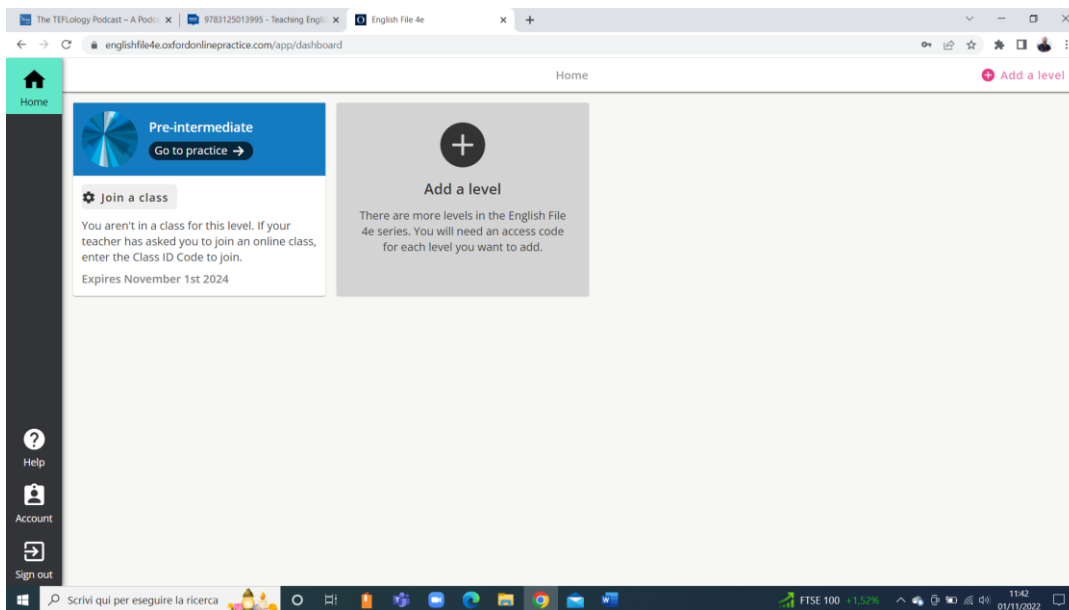 The TEFLology Podcast – A Podc
9783125013995 - Teaching Engli
English File 4e
englishfile4e.oxfordonlinepractice.com/app/dashboard
Home
Home
Add a level
Pre-intermediate
Go to practice →
Join a class
You aren't in a class for this level. If your
teacher has asked you to join an online class,
enter the Class ID Code to join.
Expires November 1st 2024
Add a level
There are more levels in the English File
4e series. You will need an access code
for each level you want to add.
Help
Account
Sign out
Scrivi qui per eseguire la ricerca
FTSE 100 +1,52%
11:42
01/11/2022